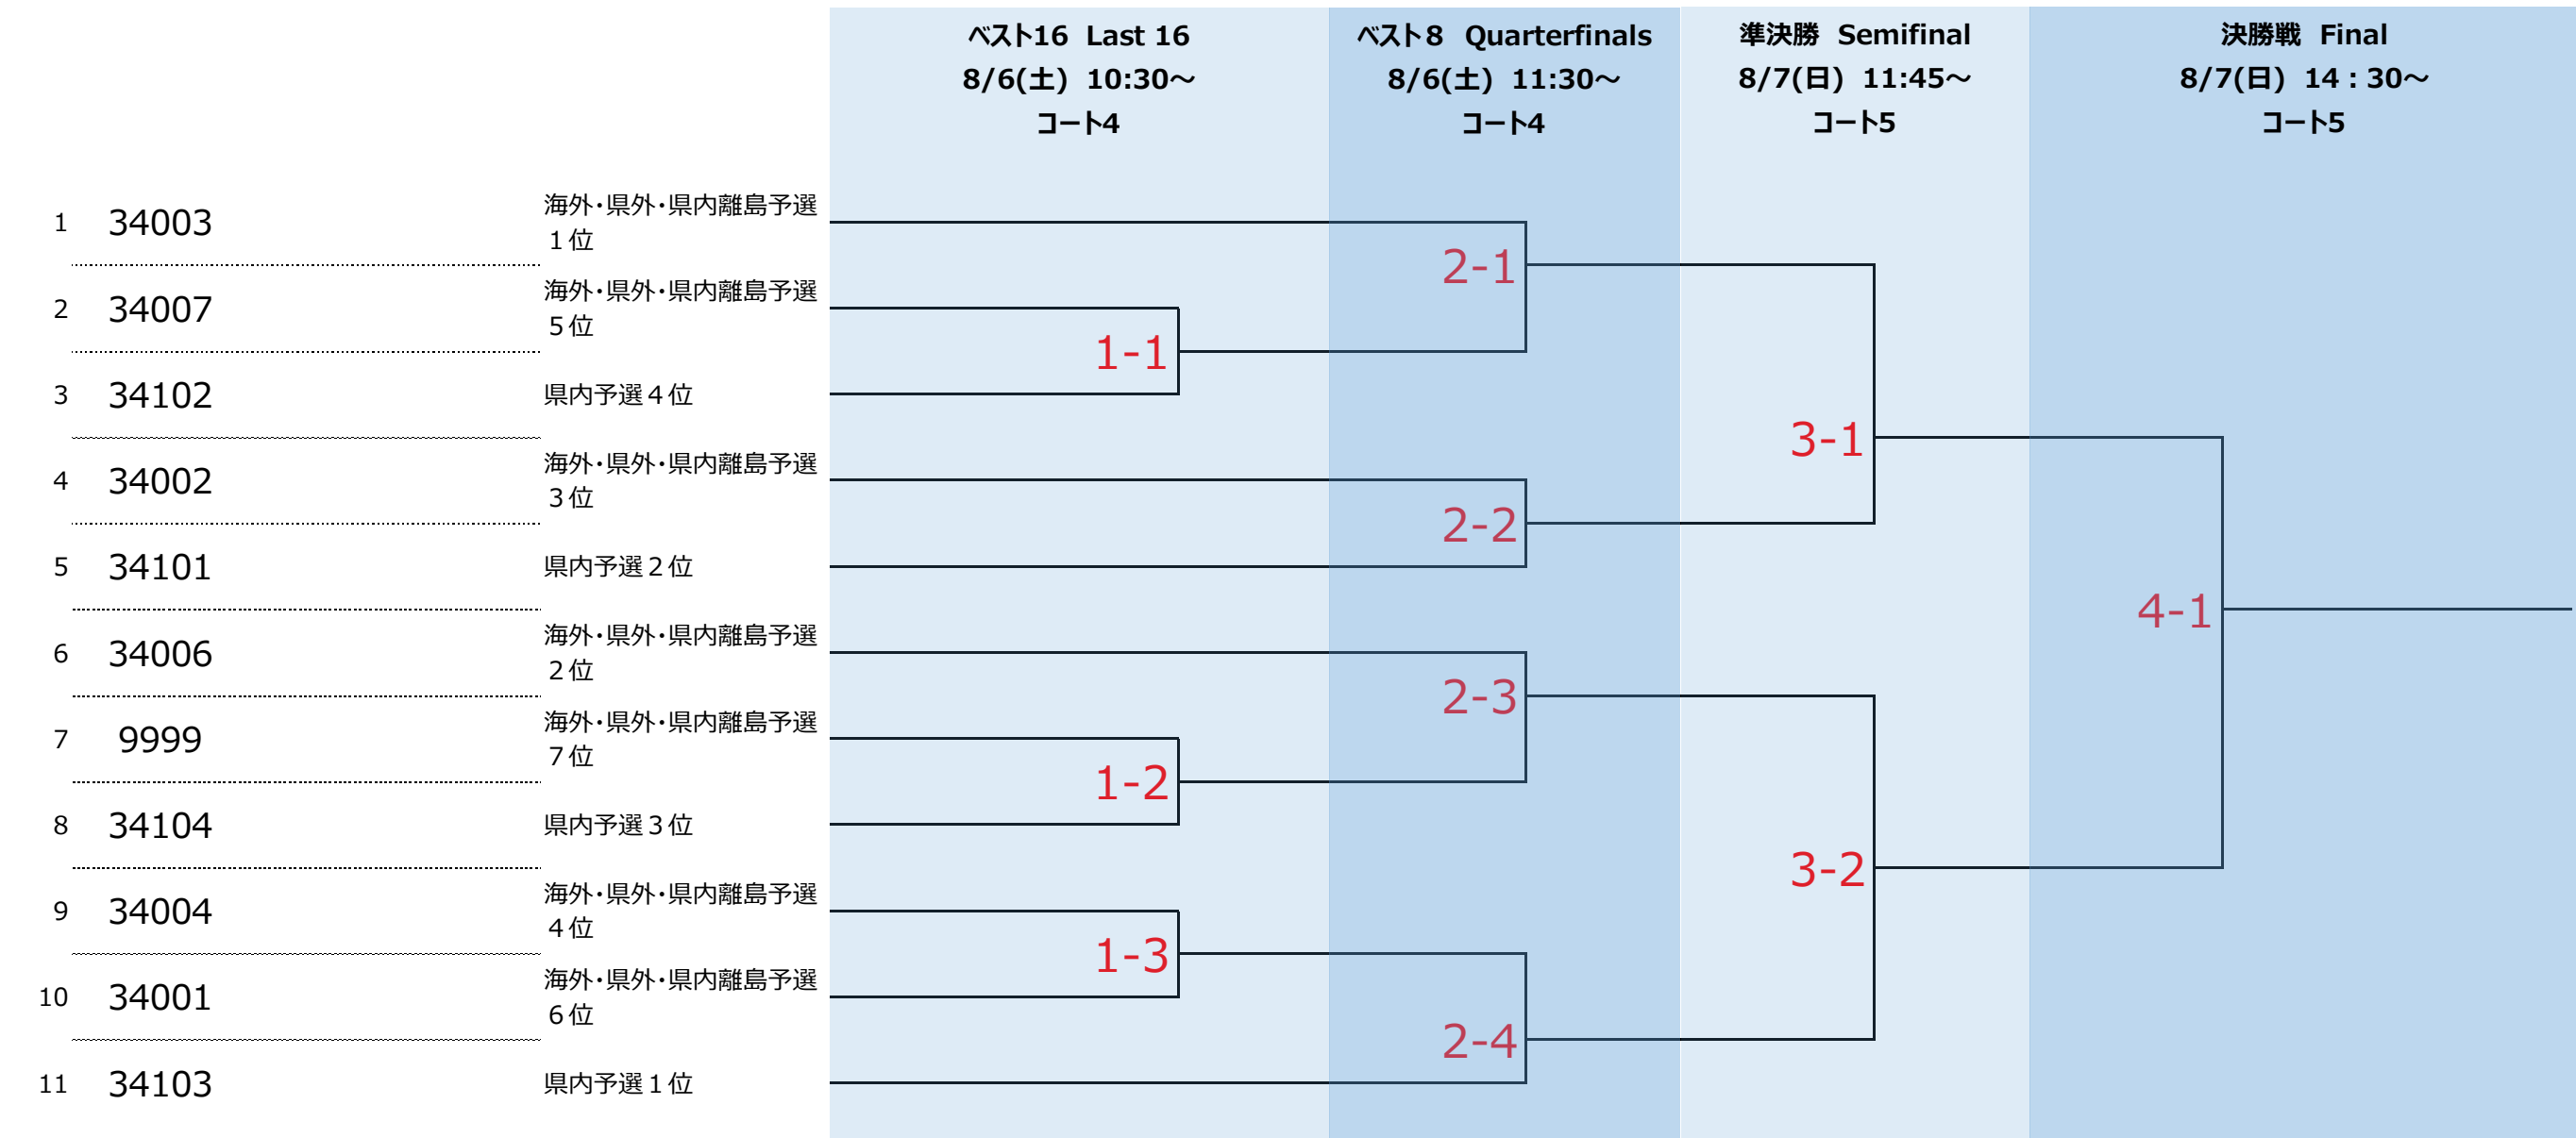 ベスト16 Last 16
8/6(土) 10:30～
コート4
ベスト８ Quarterfinals
8/6(土) 11:30～
コート4
準決勝 Semifinal
8/7(日) 11:45～
コート5
決勝戦 Final
8/7(日) 14：30～
コート5
1 34003 海外・県外・県内離島予選
１位
2 34007 海外・県外・県内離島予選
５位
3 34102 県内予選４位
4 34002 海外・県外・県内離島予選
３位
5 34101 県内予選２位
6 34006 海外・県外・県内離島予選
２位
7 9999 海外・県外・県内離島予選
７位
8 34104 県内予選３位
9 34004 海外・県外・県内離島予選
４位
10 34001 海外・県外・県内離島予選
６位
11 34103 県内予選１位
1-1
1-2
1-3
2-1
2-2
2-3
2-4
3-1
3-2
4-1